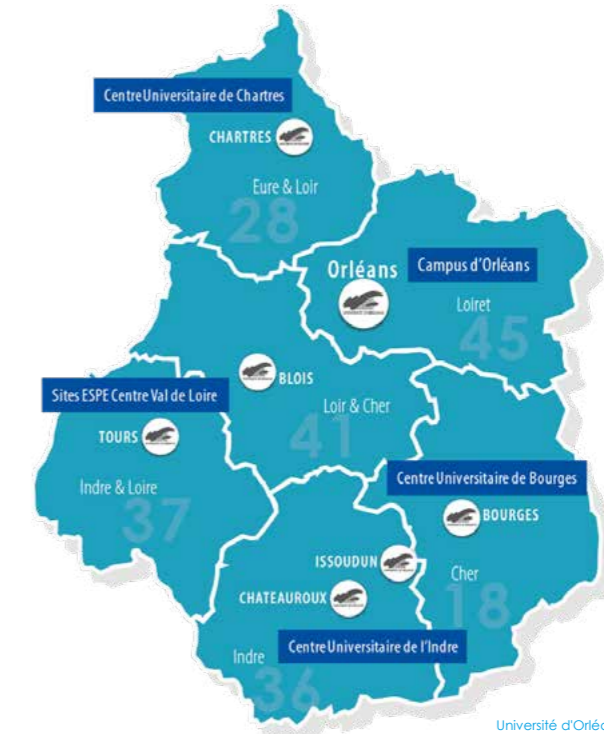 Centre Universitaire de Chartres
CHARTRES
Eure & Loir
28
Orléans
Campus d'Orléans
Loiret
45
BLOIS
Loir & Cher
41
Sites ESPE Centre Val de Loire
TOURS
Indre & Loire
37
Centre Universitaire de Bourges
BOURGES
Cher
18
ISSOUDUN
CHATEAUROUX
Centre Universitaire de l'Indre
Indre
36
Université d'Orléa